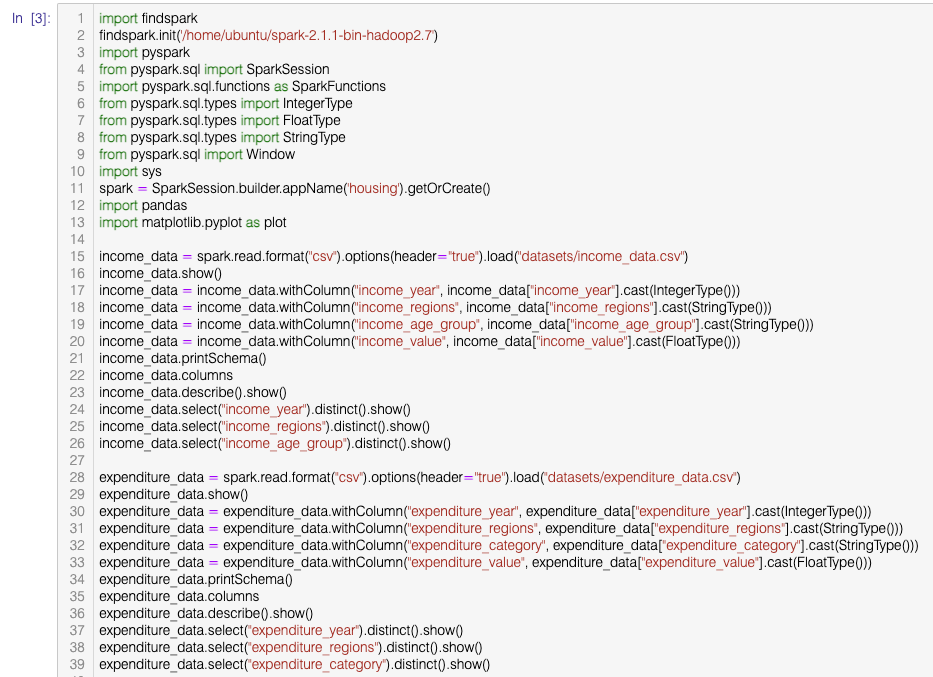 In [3]:
1 import findspark
2 findspark.init('/home/ubuntu/spark-2.1.1-bin-hadoop2.7')
3 import pyspark
4 from pyspark.sql import SparkSession
5 import pyspark.sql.functions as SparkFunctions
6 from pyspark.sql.types import IntegerType
7 from pyspark.sql.types import FloatType
8 from pyspark.sql.types import StringType
9 from pyspark.sql import Window
10 import sys
11 spark = SparkSession.builder.appName('housing').getOrCreate()
12 import pandas
13 import matplotlib.pyplot as plot
14
15 income_data = spark.read.format("csv").options(header="true").load("datasets/income_data.csv")
16 income_data.show()
17 income_data = income_data.withColumn("income_year", income_data["income_year"].cast(IntegerType()))
18 income_data = income_data.withColumn("income_regions", income_data["income_regions"].cast(StringType()))
19 income_data = income_data.withColumn("income_age_group", income_data["income_age_group"].cast(StringType()))
20 income_data = income_data.withColumn("income_value", income_data["income_value"].cast(FloatType()))
21 income_data.printSchema()
22 income_data.columns
23 income_data.describe().show()
24 income_data.select("income_year").distinct().show()
25 income_data.select("income_regions").distinct().show()
26 income_data.select("income_age_group").distinct().show()
27
28 expenditure_data = spark.read.format("csv").options(header="true").load("datasets/expenditure_data.csv")
29 expenditure_data.show()
30 expenditure_data = expenditure_data.withColumn("expenditure_year", expenditure_data["expenditure_year"].cast(IntegerType()))
31 expenditure_data = expenditure_data.withColumn("expenditure_regions", expenditure_data["expenditure_regions"].cast(StringType()))
32 expenditure_data = expenditure_data.withColumn("expenditure_category", expenditure_data["expenditure_category"].cast(StringType()))
33 expenditure_data = expenditure_data.withColumn("expenditure_value", expenditure_data["expenditure_value"].cast(FloatType()))
34 expenditure_data.printSchema()
35 expenditure_data.columns
36 expenditure_data.describe().show()
37 expenditure_data.select("expenditure_year").distinct().show()
38 expenditure_data.select("expenditure_regions").distinct().show()
39 expenditure_data.select("expenditure_category").distinct().show()